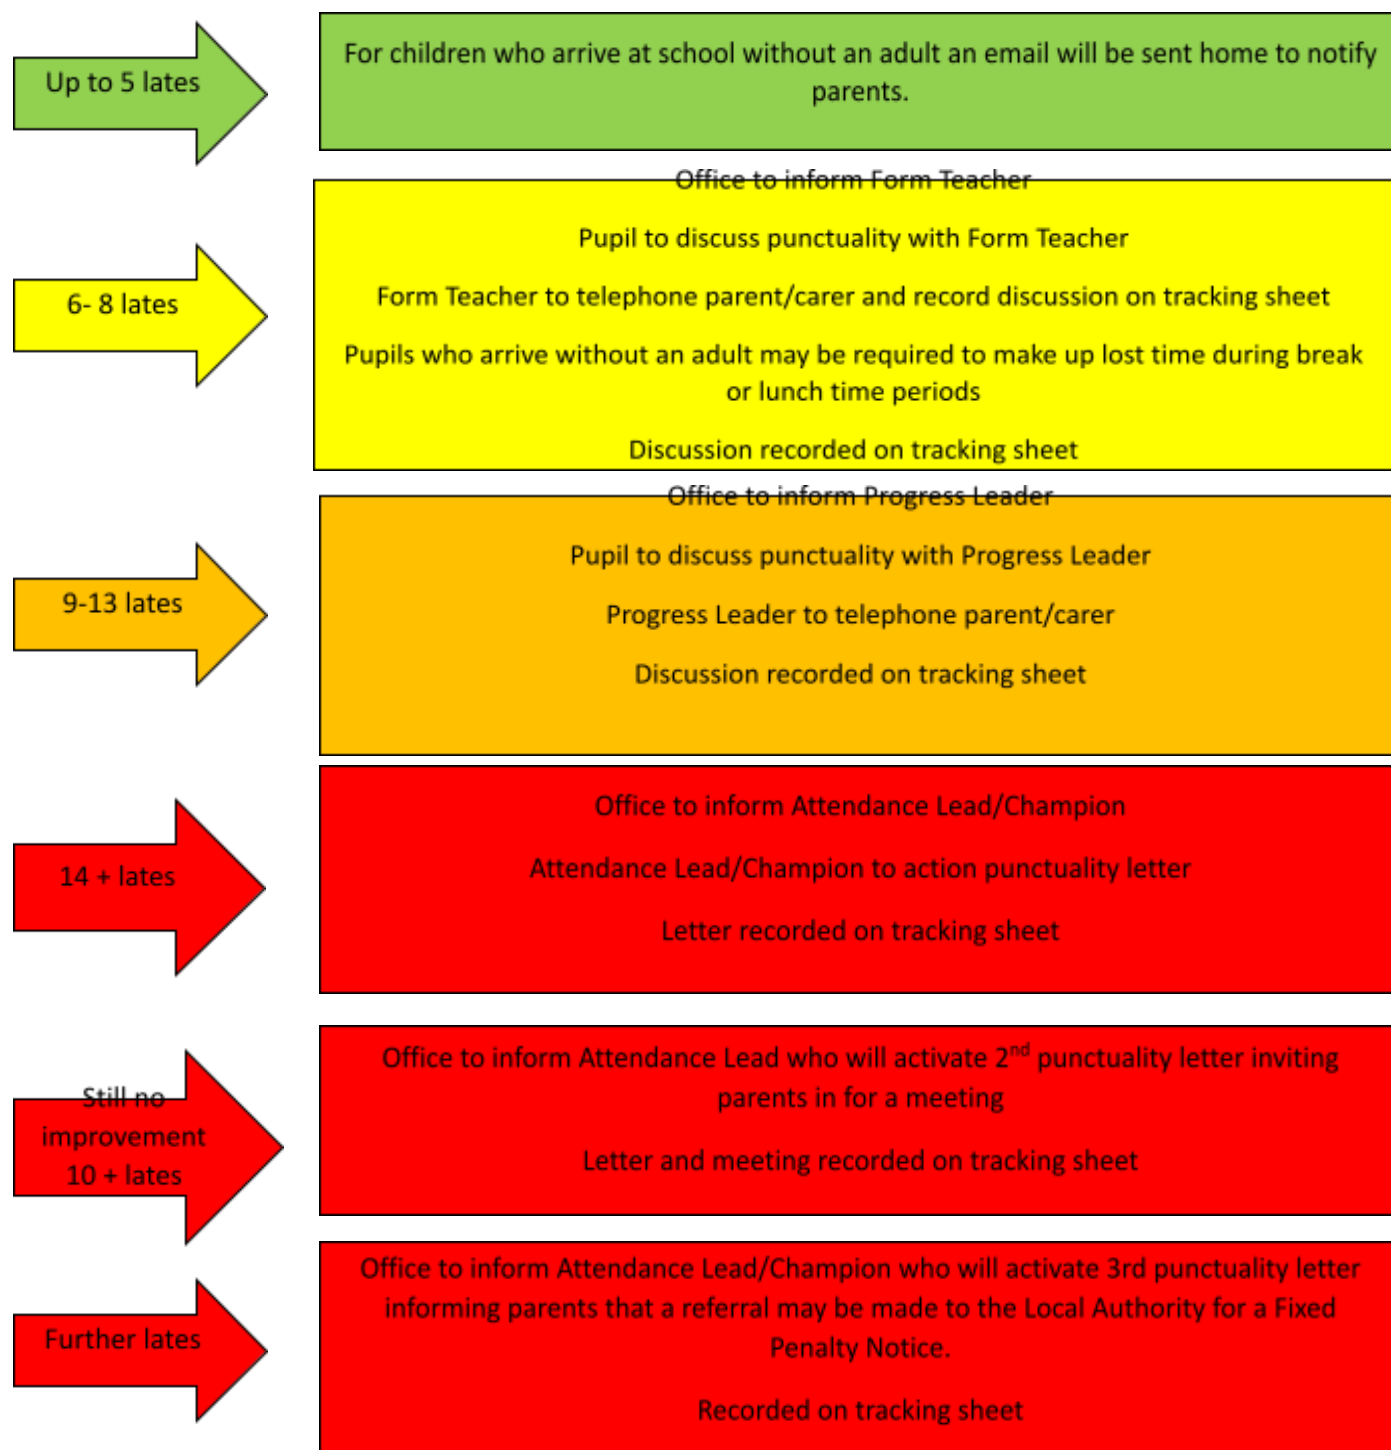 Up to 5 lates
For children who arrive at school without an adult an email will be sent home to notify
parents.
6- 8 lates
Office to inform Form Teacher
Pupil to discuss punctuality with Form Teacher
Form Teacher to telephone parent/carer and record discussion on tracking sheet
Pupils who arrive without an adult may be required to make up lost time during break
or lunch time periods
Discussion recorded on tracking sheet
9-13 lates
Office to inform Progress Leader
Pupil to discuss punctuality with Progress Leader
Progress Leader to telephone parent/carer
Discussion recorded on tracking sheet
14 + lates
Office to inform Attendance Lead/Champion
Attendance Lead/Champion to action punctuality letter
Letter recorded on tracking sheet
Still no
improvement
10 + lates
Office to inform Attendance Lead who will activate 2nd punctuality letter inviting
parents in for a meeting
Letter and meeting recorded on tracking sheet
Further lates
Office to inform Attendance Lead/Champion who will activate 3rd punctuality letter
informing parents that a referral may be made to the Local Authority for a Fixed
Penalty Notice.
Recorded on tracking sheet